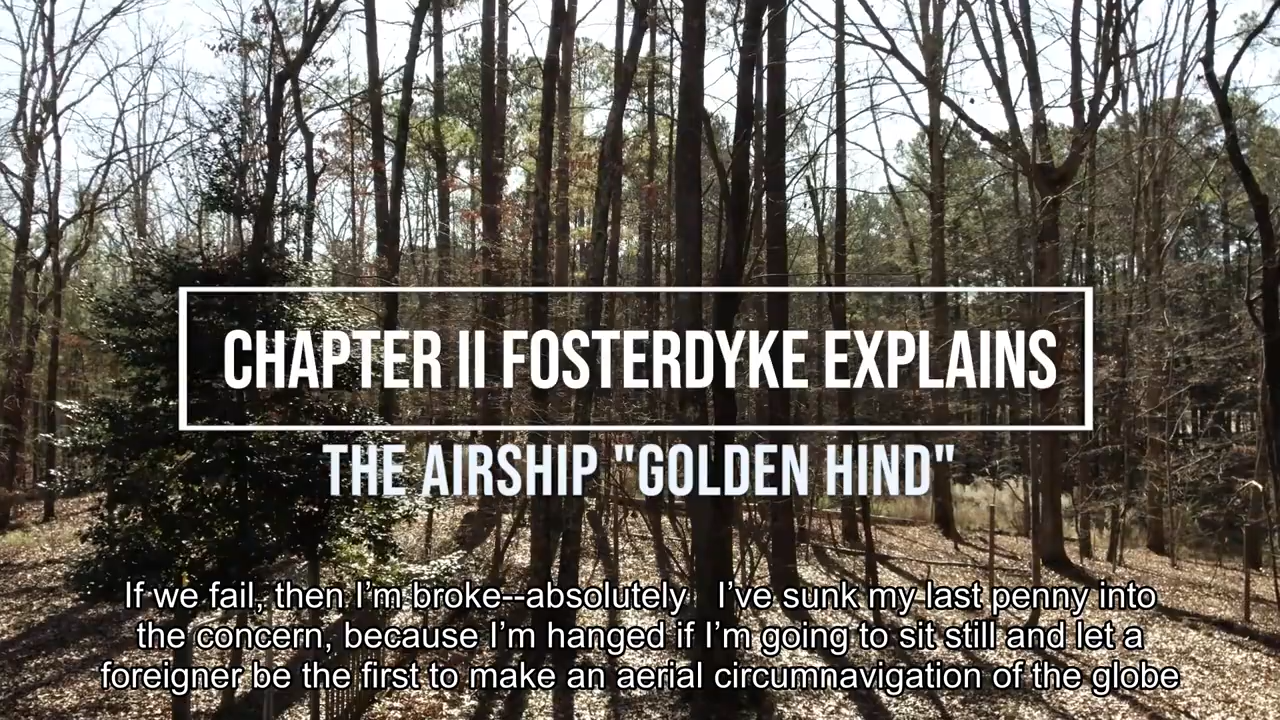 CHAPTER II FOSTERDYKE EXPLAINS
THE AIRSHIP "GOLDEN HIND"
If we fail, then I’m broke--absolutely   I’ve sunk my last penny into
the concern, because I’m hanged if I’m going to sit still and let a
foreigner be the first to make an aerial circumnavigation of the globe